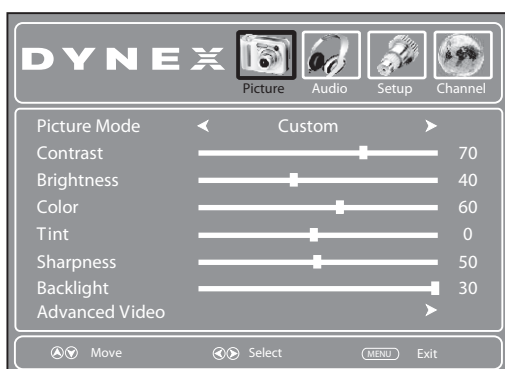 DYNEX
Picture Audio Setup Channel
Picture Mode Custom
Contrast 70
Brightness 40
Color 60
Tint 0
Sharpness 50
Backlight 30
Advanced Video
Move Select MENU Exit